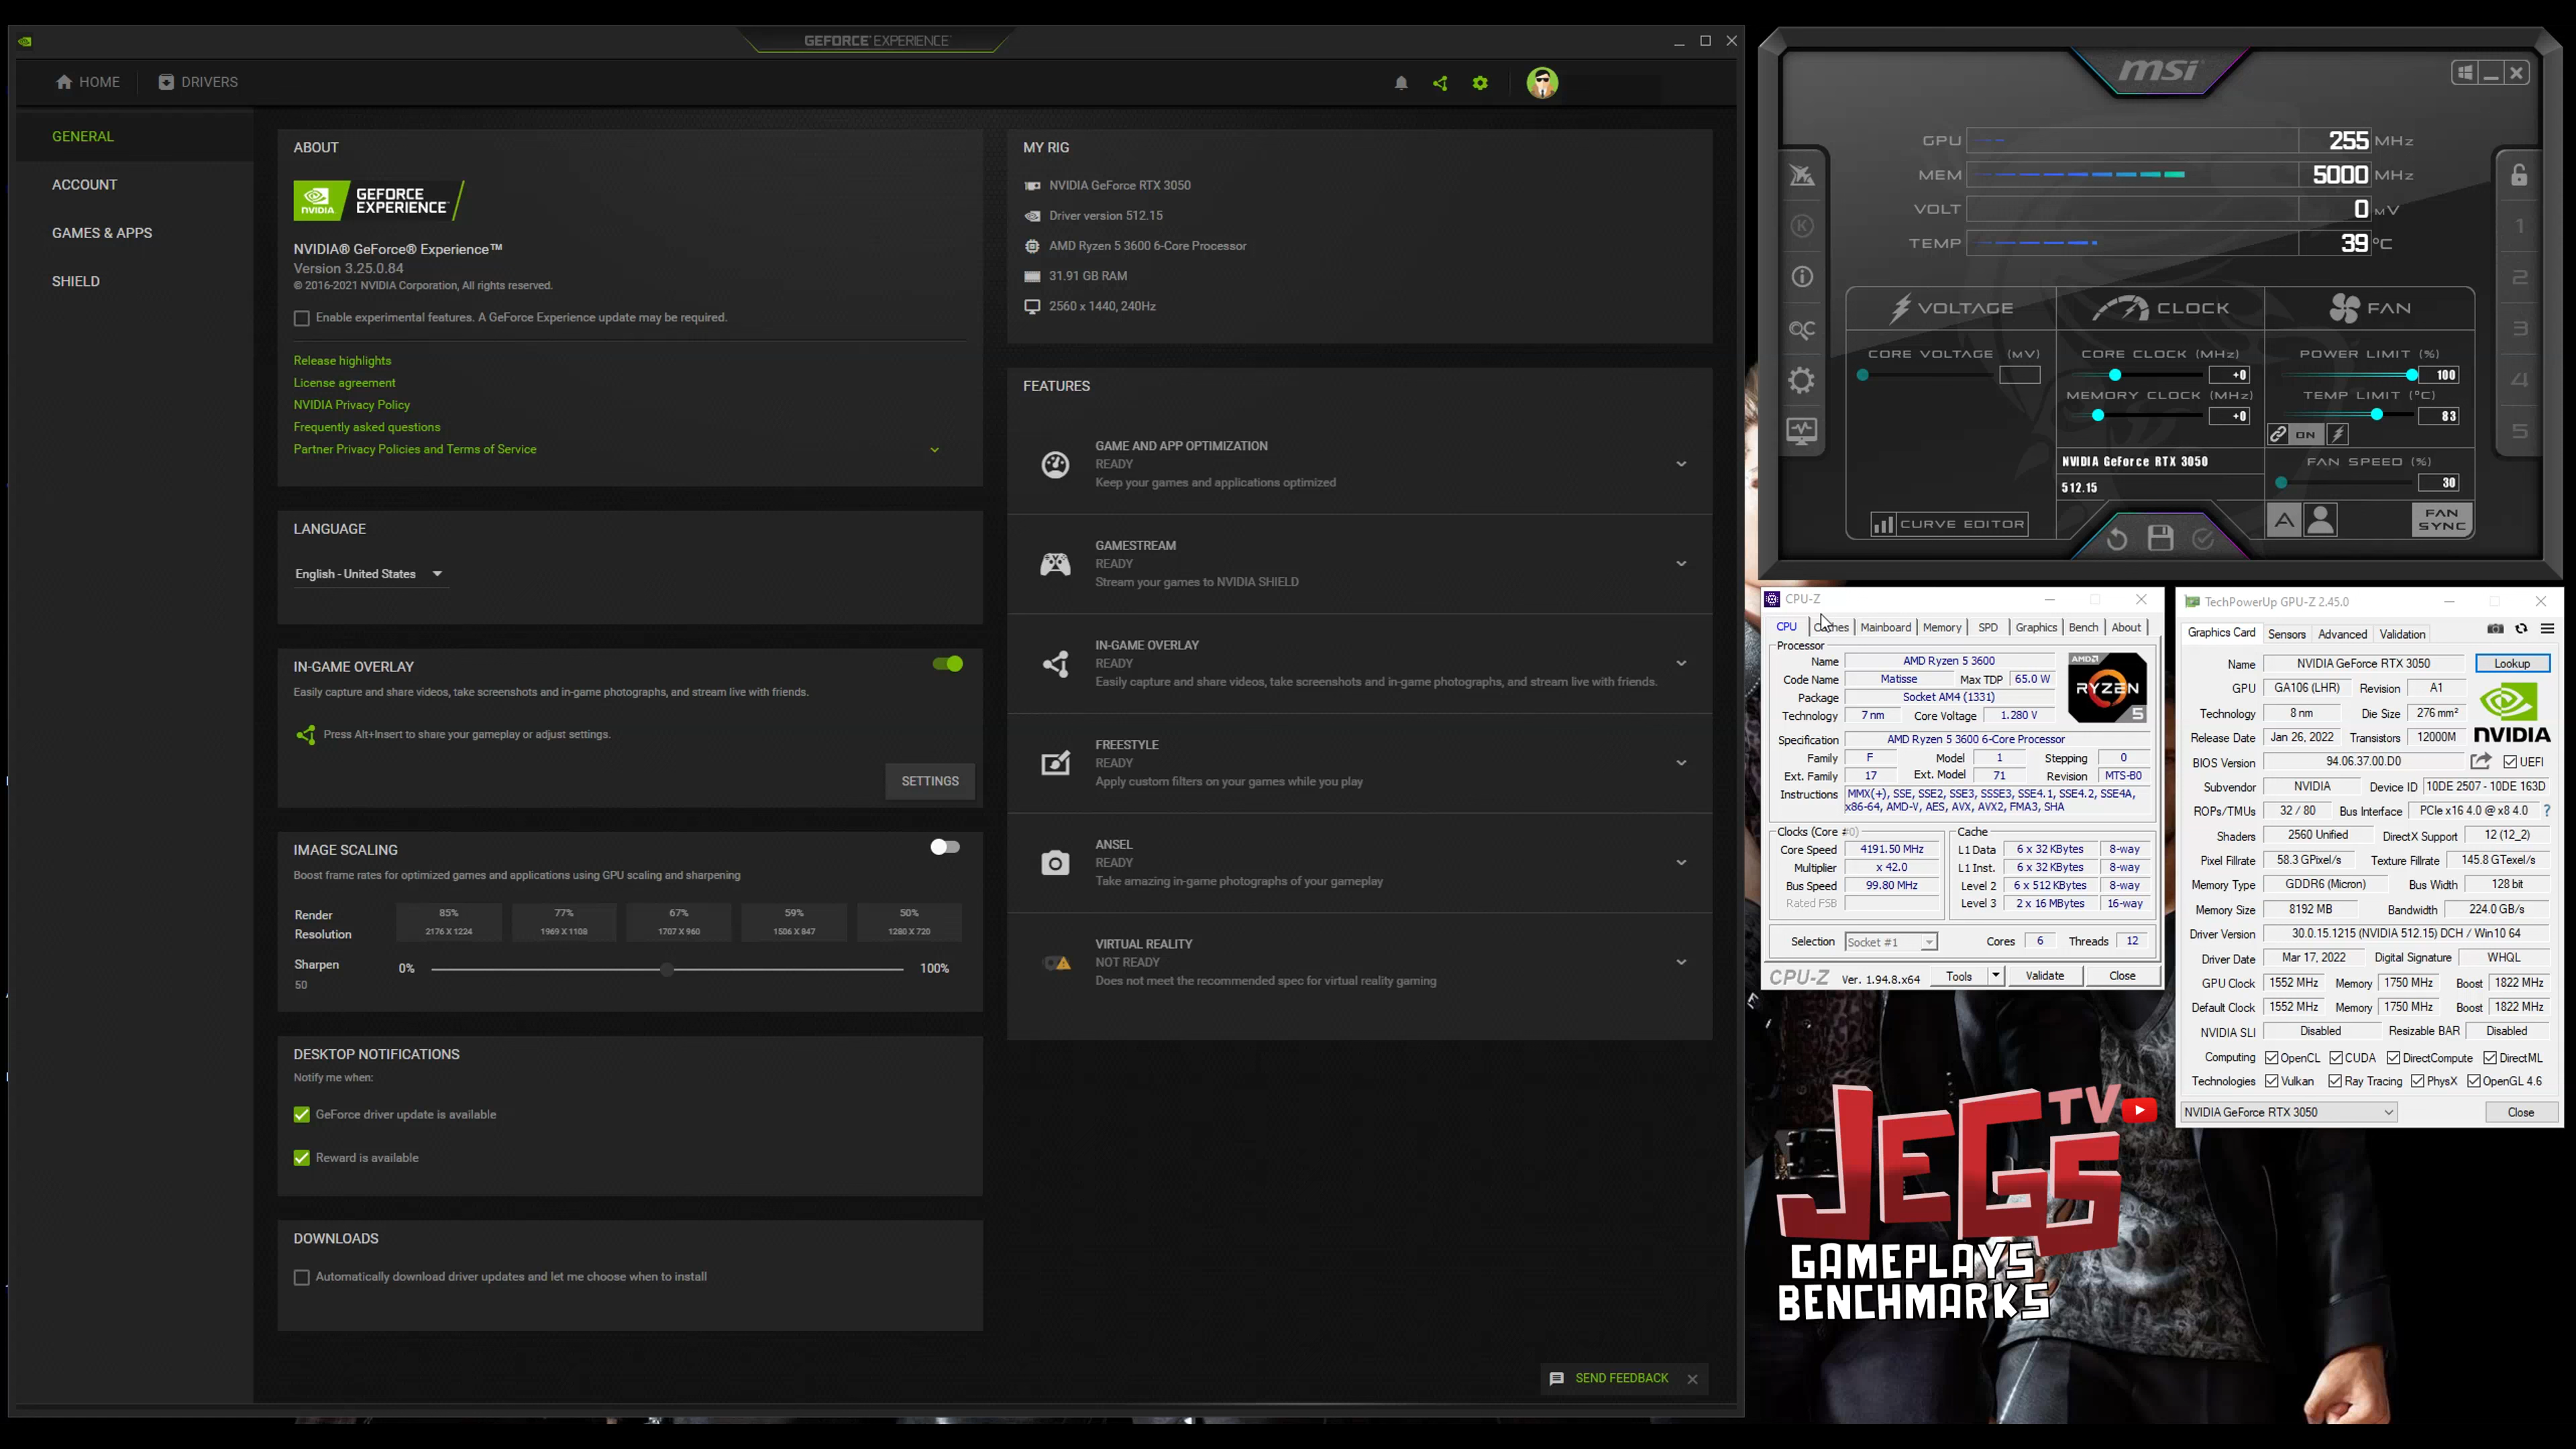 GEFORCE EXPERIENCE
HOME
DRIVERS
GENERAL
ACCOUNT
GAMES & APPS
SHIELD
ABOUT
NVIDIA
GEFORCE EXPERIENCE
NVIDIA® GeForce® Experience™
Version 3.25.0.84
© 2016-2021 NVIDIA Corporation, All rights reserved.
Enable experimental features. A GeForce Experience update may be required.
Release highlights
License agreement
NVIDIA Privacy Policy
Frequently asked questions
Partner Privacy Policies and Terms of Service
LANGUAGE
English - United States
IN-GAME OVERLAY
Easily capture and share videos, take screenshots and in-game photographs, and stream live with friends.
Press Alt+Insert to share your gameplay or adjust settings.
SETTINGS
IMAGE SCALING
Boost frame rates for optimized games and applications using GPU scaling and sharpening
Render Resolution
85% 77% 67% 59% 50%
2176 X 1224 1969 X 1108 1707 X 960 1506 X 847 1280 X 720
Sharpen 0% 100%
50
DESKTOP NOTIFICATIONS
Notify me when:
GeForce driver update is available
Reward is available
DOWNLOADS
Automatically download driver updates and let me choose when to install
MY RIG
NVIDIA GeForce RTX 3050
Driver version 512.15
AMD Ryzen 5 3600 6-Core Processor
31.91 GB RAM
2560 x 1440, 240Hz
FEATURES
GAME AND APP OPTIMIZATION
READY
Keep your games and applications optimized
GAMESTREAM
READY
Stream your games to NVIDIA SHIELD
IN-GAME OVERLAY
READY
Easily capture and share videos, take screenshots and in-game photographs, and stream live with friends.
FREESTYLE
READY
Apply custom filters on your games while you play
ANSEL
READY
Take amazing in-game photographs of your gameplay
VIRTUAL REALITY
NOT READY
Does not meet the recommended spec for virtual reality gaming
SEND FEEDBACK
msi
GPU 255 MHz
MEM 5000 MHz
VOLT 0 MV
TEMP 39 °C
K
OC
1
2
3
4
5
VOLTAGE CLOCK FAN
CORE VOLTAGE (MV)
CORE CLOCK (MHz) +0
MEMORY CLOCK (MHz) +0
POWER LIMIT (%) 100
TEMP LIMIT (°C) 83
ON
NVIDIA GeForce RTX 3050
512.15
FAN SPEED (%) 30
CURVE EDITOR
A
FAN SYNC
CPU-Z
CPU Caches Mainboard Memory SPD Graphics Bench About
Processor
Name AMD Ryzen 5 3600
Code Name Matisse Max TDP 65.0 W
Package Socket AM4 (1331)
Technology 7 nm Core Voltage 1.280 V
AMD RYZEN 5
Specification AMD Ryzen 5 3600 6-Core Processor
Family F Model 1 Stepping 0
Ext. Family 17 Ext. Model 71 Revision MTS-B0
Instructions MMX(+), SSE, SSE2, SSE3, SSSE3, SSE4.1, SSE4.2, SSE4A,
x86-64, AMD-V, AES, AVX, AVX2, FMA3, SHA
Clocks (Core #0)
Core Speed 4191.50 MHz
Multiplier x 42.0
Bus Speed 99.80 MHz
Rated FSB
Cache
L1 Data 6 x 32 KBytes 8-way
L1 Inst. 6 x 32 KBytes 8-way
Level 2 6 x 512 KBytes 8-way
Level 3 2 x 16 MBytes 16-way
Selection Socket #1 Cores 6 Threads 12
CPU-Z Ver. 1.94.8.x64 Tools Validate Close
TechPowerUp GPU-Z 2.45.0
Graphics Card Sensors Advanced Validation
Name NVIDIA GeForce RTX 3050 Lookup
GPU GA106 (LHR) Revision A1
Technology 8 nm Die Size 276 mm²
Release Date Jan 26, 2022 Transistors 12000M
NVIDIA
BIOS Version 94.06.37.00.D0 UEFI
Subvendor NVIDIA Device ID 10DE 2507 - 10DE 163D
ROPs/TMUs 32 / 80 Bus Interface PCIe x16 4.0 @ x8 4.0 ?
Shaders 2560 Unified DirectX Support 12 (12_2)
Pixel Fillrate 58.3 GPixel/s Texture Fillrate 145.8 GTexel/s
Memory Type GDDR6 (Micron) Bus Width 128 bit
Memory Size 8192 MB Bandwidth 224.0 GB/s
Driver Version 30.0.15.1215 (NVIDIA 512.15) DCH / Win10 64
Driver Date Mar 17, 2022 Digital Signature WHQL
GPU Clock 1552 MHz Memory 1750 MHz Boost 1822 MHz
Default Clock 1552 MHz Memory 1750 MHz Boost 1822 MHz
NVIDIA SLI Disabled Resizable BAR Disabled
Computing OpenCL CUDA DirectCompute DirectML
Technologies Vulkan Ray Tracing PhysX OpenGL 4.6
NVIDIA GeForce RTX 3050 Close
JEGS TV
GAMEPLAYS
BENCHMARKS